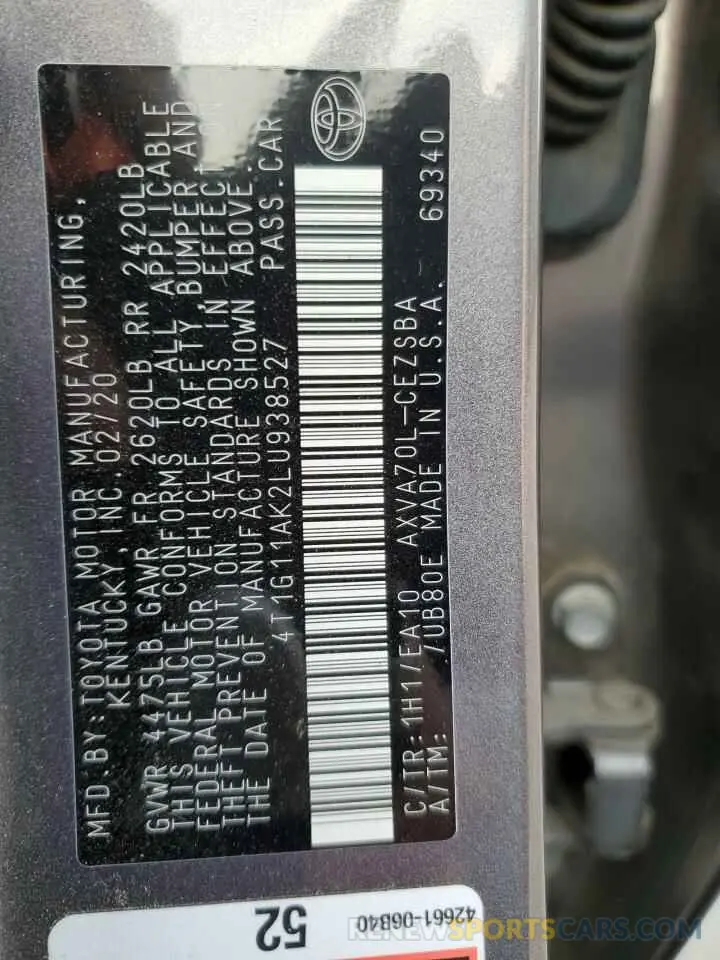 MFD.BY:TOYOTA MOTOR MANUFACTURING,
KENTUCKY,INC.02/20
GVWR 4475LB GAWR FR 2620LB RR 2420LB
THIS VEHICLE CONFORMS TO ALL APPLICABLE
FEDERAL MOTOR VEHICLE SAFETY, BUMPER AND
THEFT PREVENTION STANDARDS IN EFFECT
THE DATE OF MANUFACTURE SHOWN ABOVE.
4T1G11AK2LU938527 PASS.CAR
C/TR:1H1/EA10 AXVA70L-CEZSBA
A/TM: /UB80E MADE IN U.S.A. 69340
52
42661-06B40
RENEWSPORTSCARS.COM